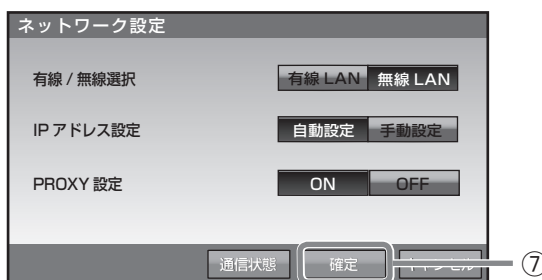 ネットワーク設定
有線 / 無線選択 有線 LAN 無線 LAN
IP アドレス設定 自動設定 手動設定
PROXY 設定 ON OFF
通信状態 確定 キャンセル ⑦